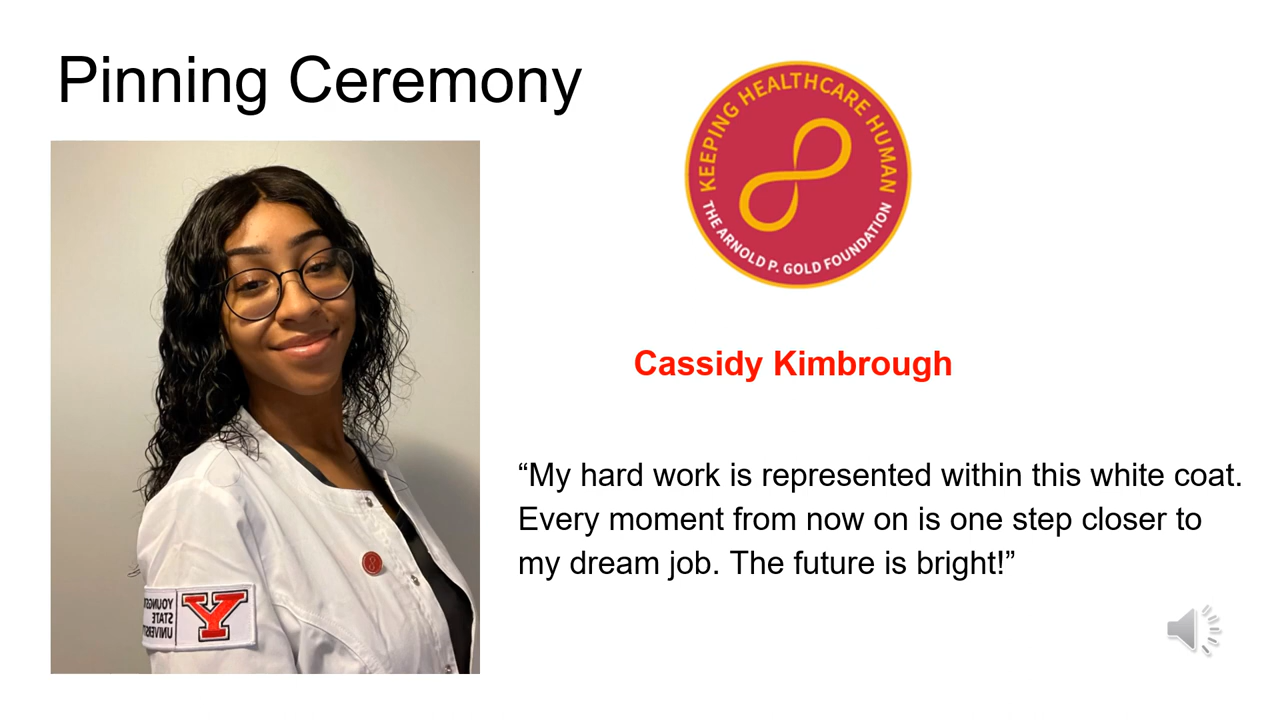 Pinning Ceremony
KEEPING HEALTHCARE HUMAN
THE ARNOLD P. GOLD FOUNDATION
Cassidy Kimbrough
“My hard work is represented within this white coat.
Every moment from now on is one step closer to
my dream job. The future is bright!”
Y
STATE